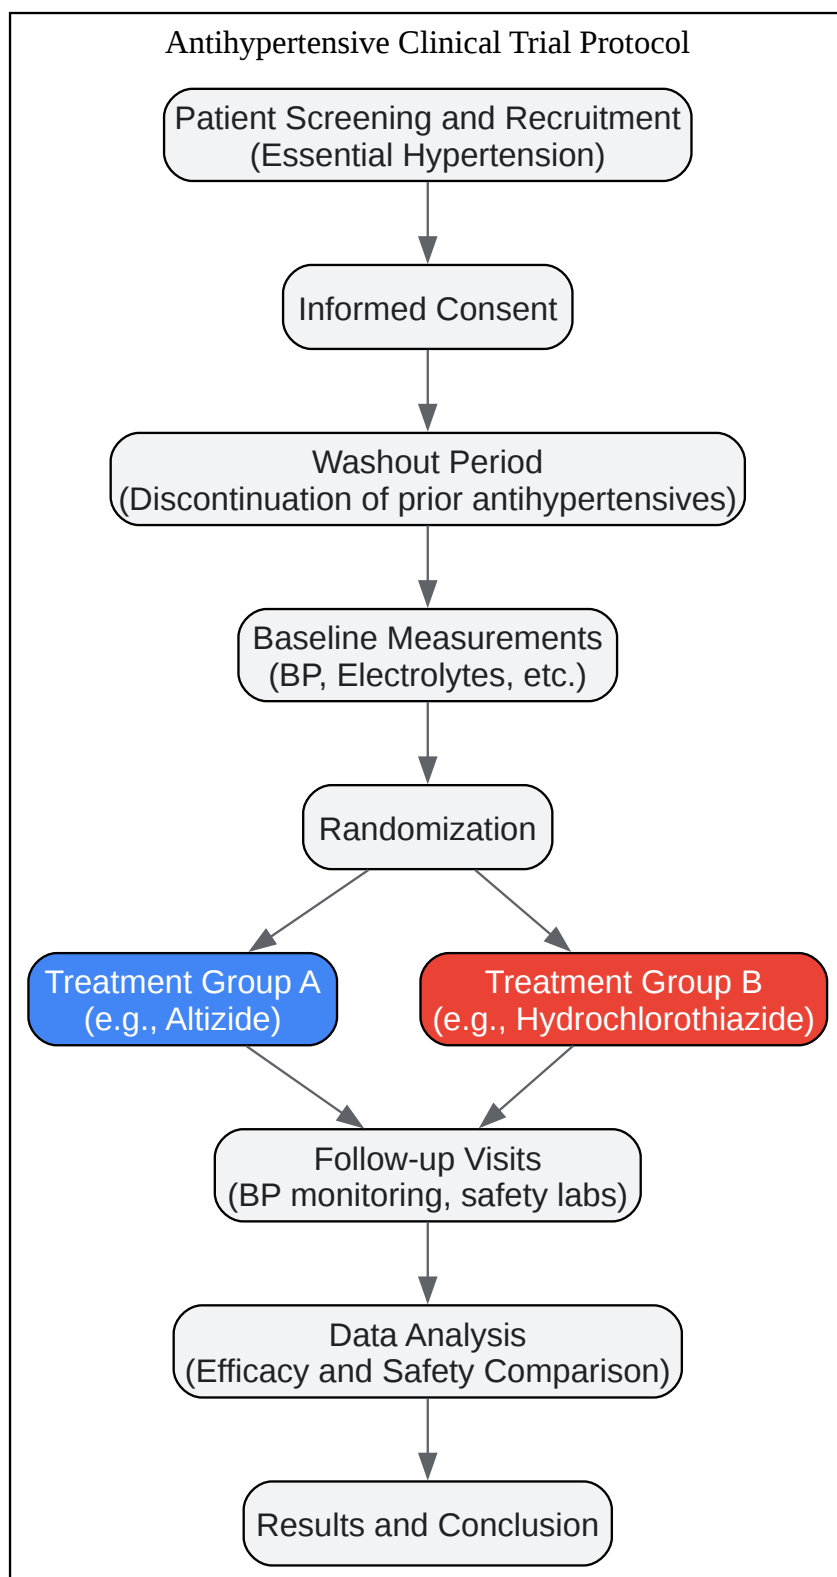 Antihypertensive Clinical Trial Protocol
Patient Screening and Recruitment
(Essential Hypertension)
Informed Consent
Washout Period
(Discontinuation of prior antihypertensives)
Baseline Measurements
(BP, Electrolytes, etc.)
Randomization
Treatment Group A
(e.g., Altizide)
Treatment Group B
(e.g., Hydrochlorothiazide)
Follow-up Visits
(BP monitoring, safety labs)
Data Analysis
(Efficacy and Safety Comparison)
Results and Conclusion